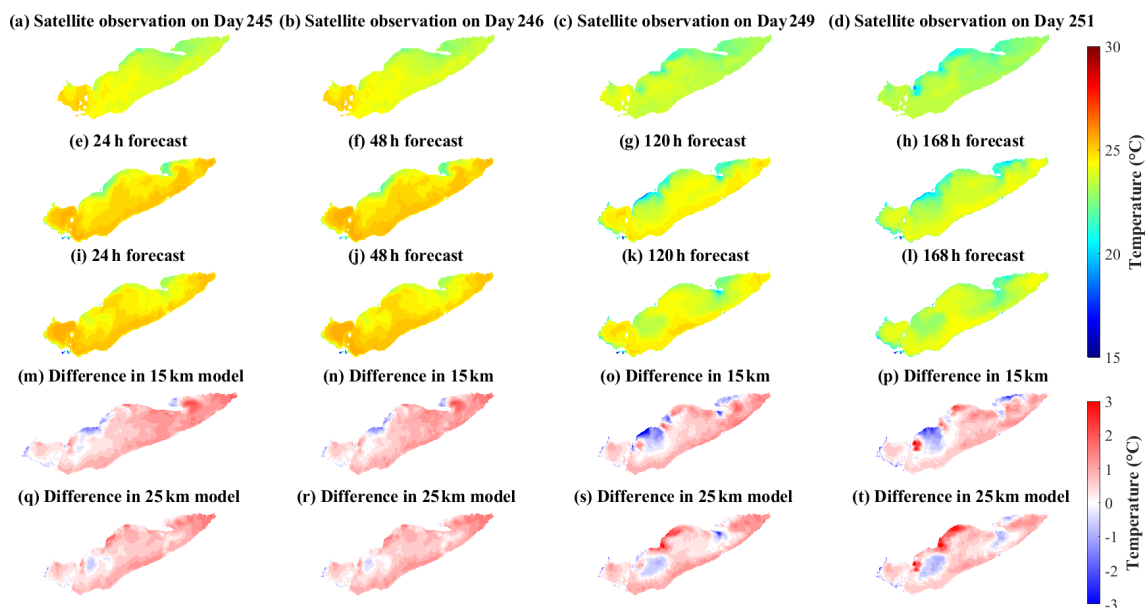 (a) Satellite observation on Day 245
(b) Satellite observation on Day 246
(c) Satellite observation on Day 249
(d) Satellite observation on Day 251
(e) 24 h forecast
(f) 48 h forecast
(g) 120 h forecast
(h) 168 h forecast
(i) 24 h forecast
(j) 48 h forecast
(k) 120 h forecast
(l) 168 h forecast
30
25
20
15
Temperature (°C)
(m) Difference in 15 km model
(n) Difference in 15 km
(o) Difference in 15 km
(p) Difference in 15 km
(q) Difference in 25 km model
(r) Difference in 25 km model
(s) Difference in 25 km model
(t) Difference in 25 km model
3
2
1
0
-1
-2
-3
Temperature (°C)